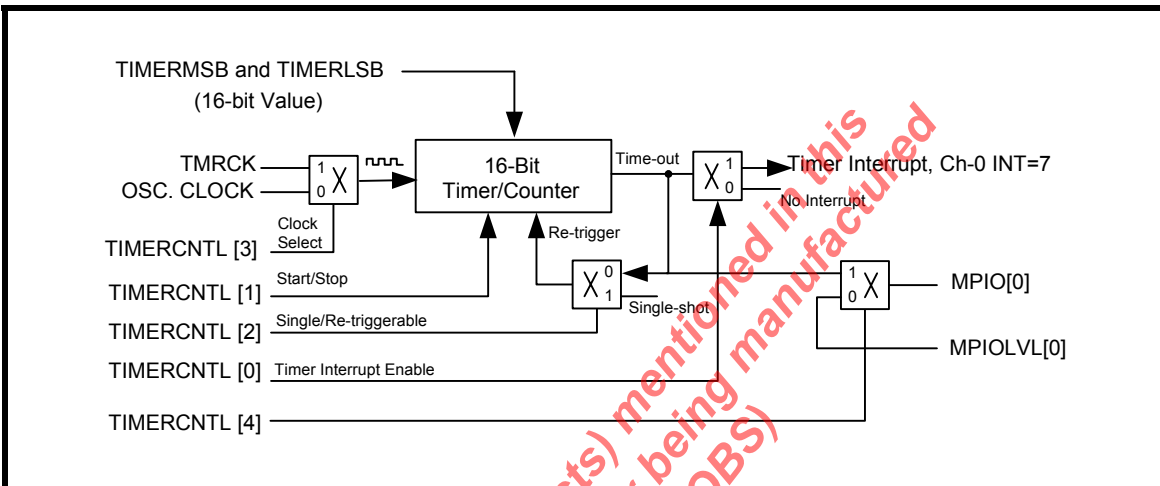 TIMERMSB and TIMERLSB
(16-bit Value)
TMRCK
OSC. CLOCK
1
0
X
Clock
Select
TIMERCNTL [3]
16-Bit
Timer/Counter
Time-out
X
1
0
Timer Interrupt, Ch-0 INT=7
No Interrupt
Re-trigger
TIMERCNTL [1]
Start/Stop
X
0
1
Single-shot
1
0
X
MPIO[0]
TIMERCNTL [2]
Single/Re-triggerable
MPIOLVL[0]
TIMERCNTL [0]
Timer Interrupt Enable
TIMERCNTL [4]
ts) mentioned in this
being manufactured
OBS)